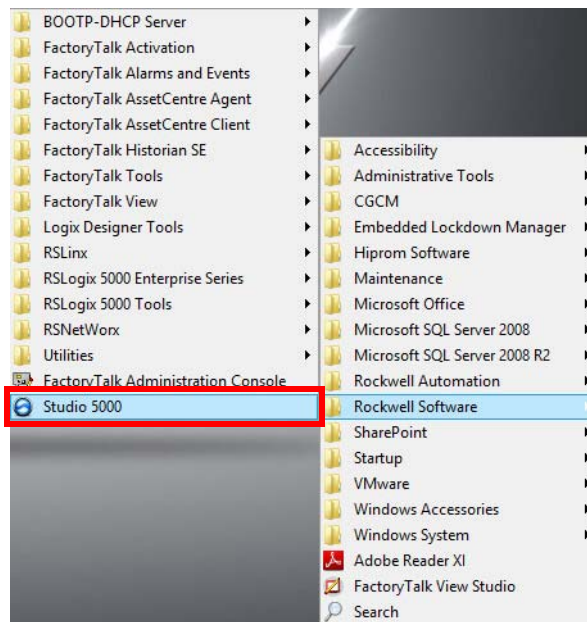 BOOTP-DHCP Server
FactoryTalk Activation
FactoryTalk Alarms and Events
FactoryTalk AssetCentre Agent
FactoryTalk AssetCentre Client
FactoryTalk Historian SE
FactoryTalk Tools
FactoryTalk View
Logix Designer Tools
RSLinx
RSLogix 5000 Enterprise Series
RSLogix 5000 Tools
RSNetWorx
Utilities
FactoryTalk Administration Console
Studio 5000
Accessibility
Administrative Tools
CGCM
Embedded Lockdown Manager
Hiprom Software
Maintenance
Microsoft Office
Microsoft SQL Server 2008
Microsoft SQL Server 2008 R2
Rockwell Automation
Rockwell Software
SharePoint
Startup
VMware
Windows Accessories
Windows System
Adobe Reader XI
FactoryTalk View Studio
Search